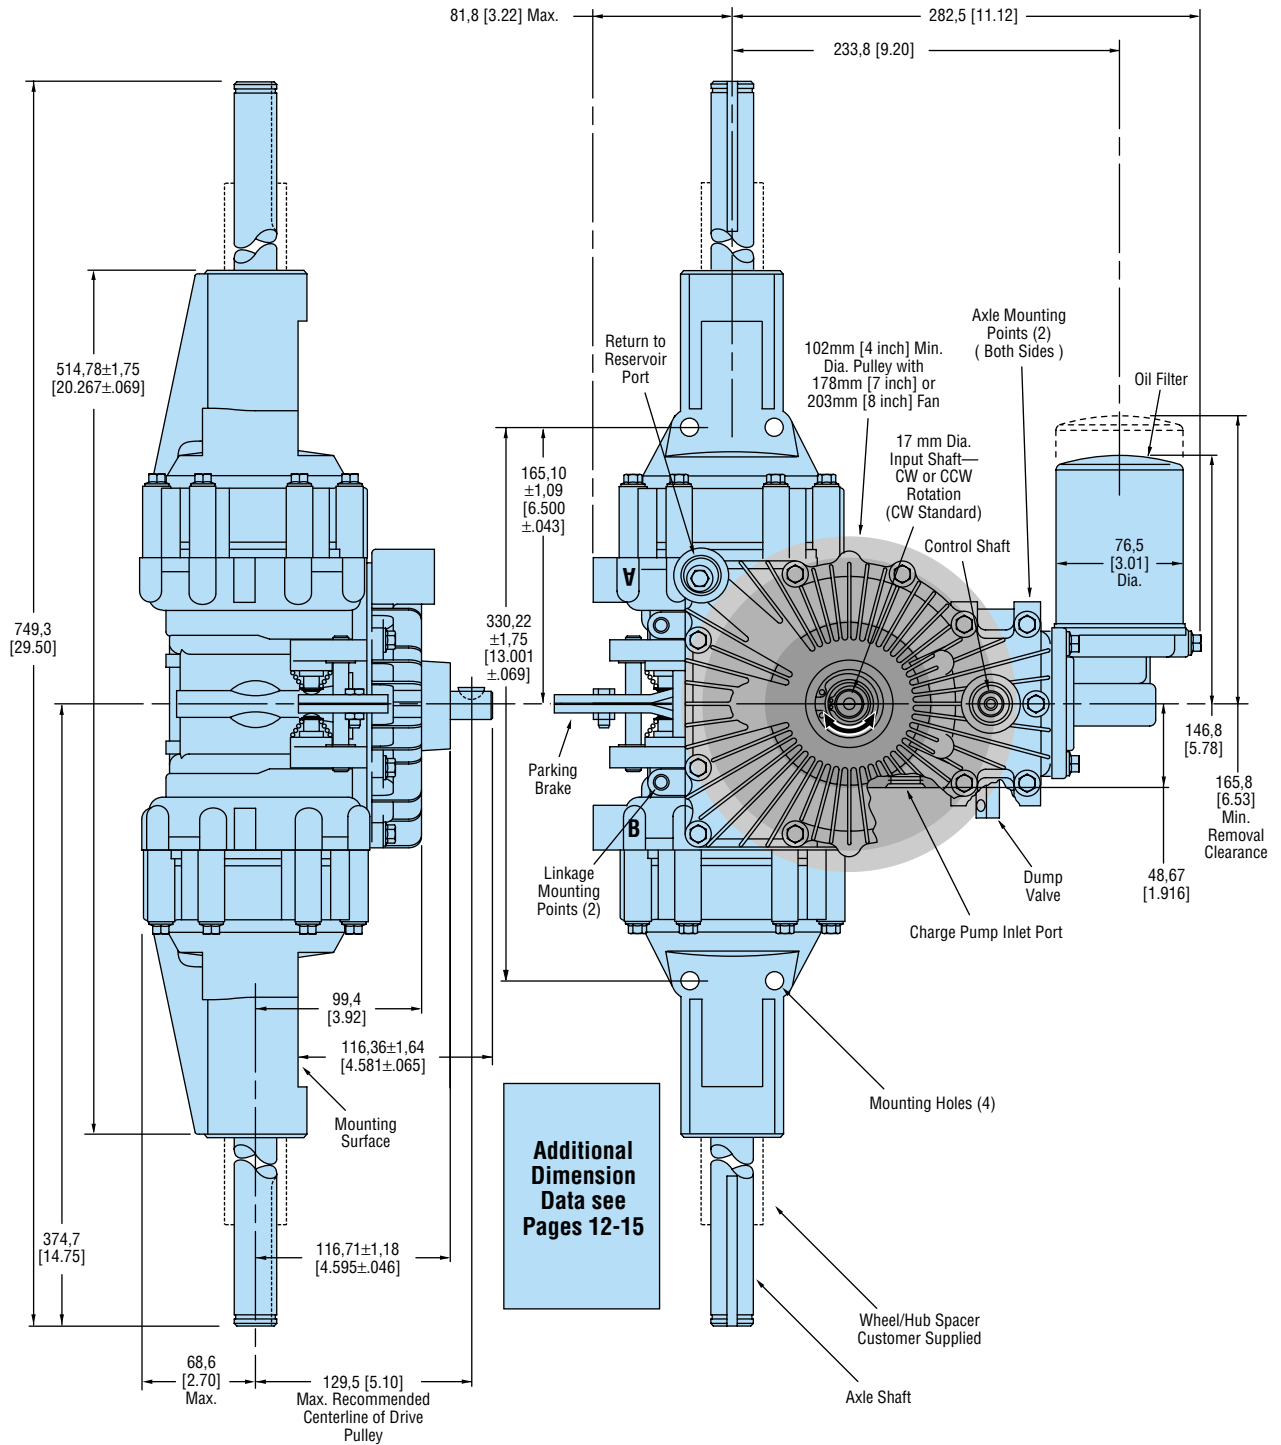 81,8 [3.22] Max.
282,5 [11.12]
233,8 [9.20]
514,78±1,75
[20.267±.069]
Return to
Reservoir
Port
102mm [4 inch] Min.
Dia. Pulley with
178mm [7 inch] or
203mm [8 inch] Fan
Axle Mounting
Points (2)
( Both Sides )
Oil Filter
17 mm Dia.
Input Shaft—
CW or CCW
Rotation
(CW Standard)
165,10
±1,09
[6.500
±.043]
Control Shaft
76,5
[3.01]
Dia.
A
749,3
[29.50]
330,22
±1,75
[13.001
±.069]
146,8
[5.78]
Parking
Brake
165,8
[6.53]
Min.
Removal
Clearance
B
Linkage
Mounting
Points (2)
Dump
Valve
48,67
[1.916]
Charge Pump Inlet Port
99,4
[3.92]
116,36±1,64
[4.581±.065]
Mounting
Surface
Mounting Holes (4)
Additional
Dimension
Data see
Pages 12-15
374,7
[14.75]
116,71±1,18
[4.595±.046]
Wheel/Hub Spacer
Customer Supplied
68,6
[2.70]
Max.
129,5 [5.10]
Max. Recommended
Centerline of Drive
Pulley
Axle Shaft